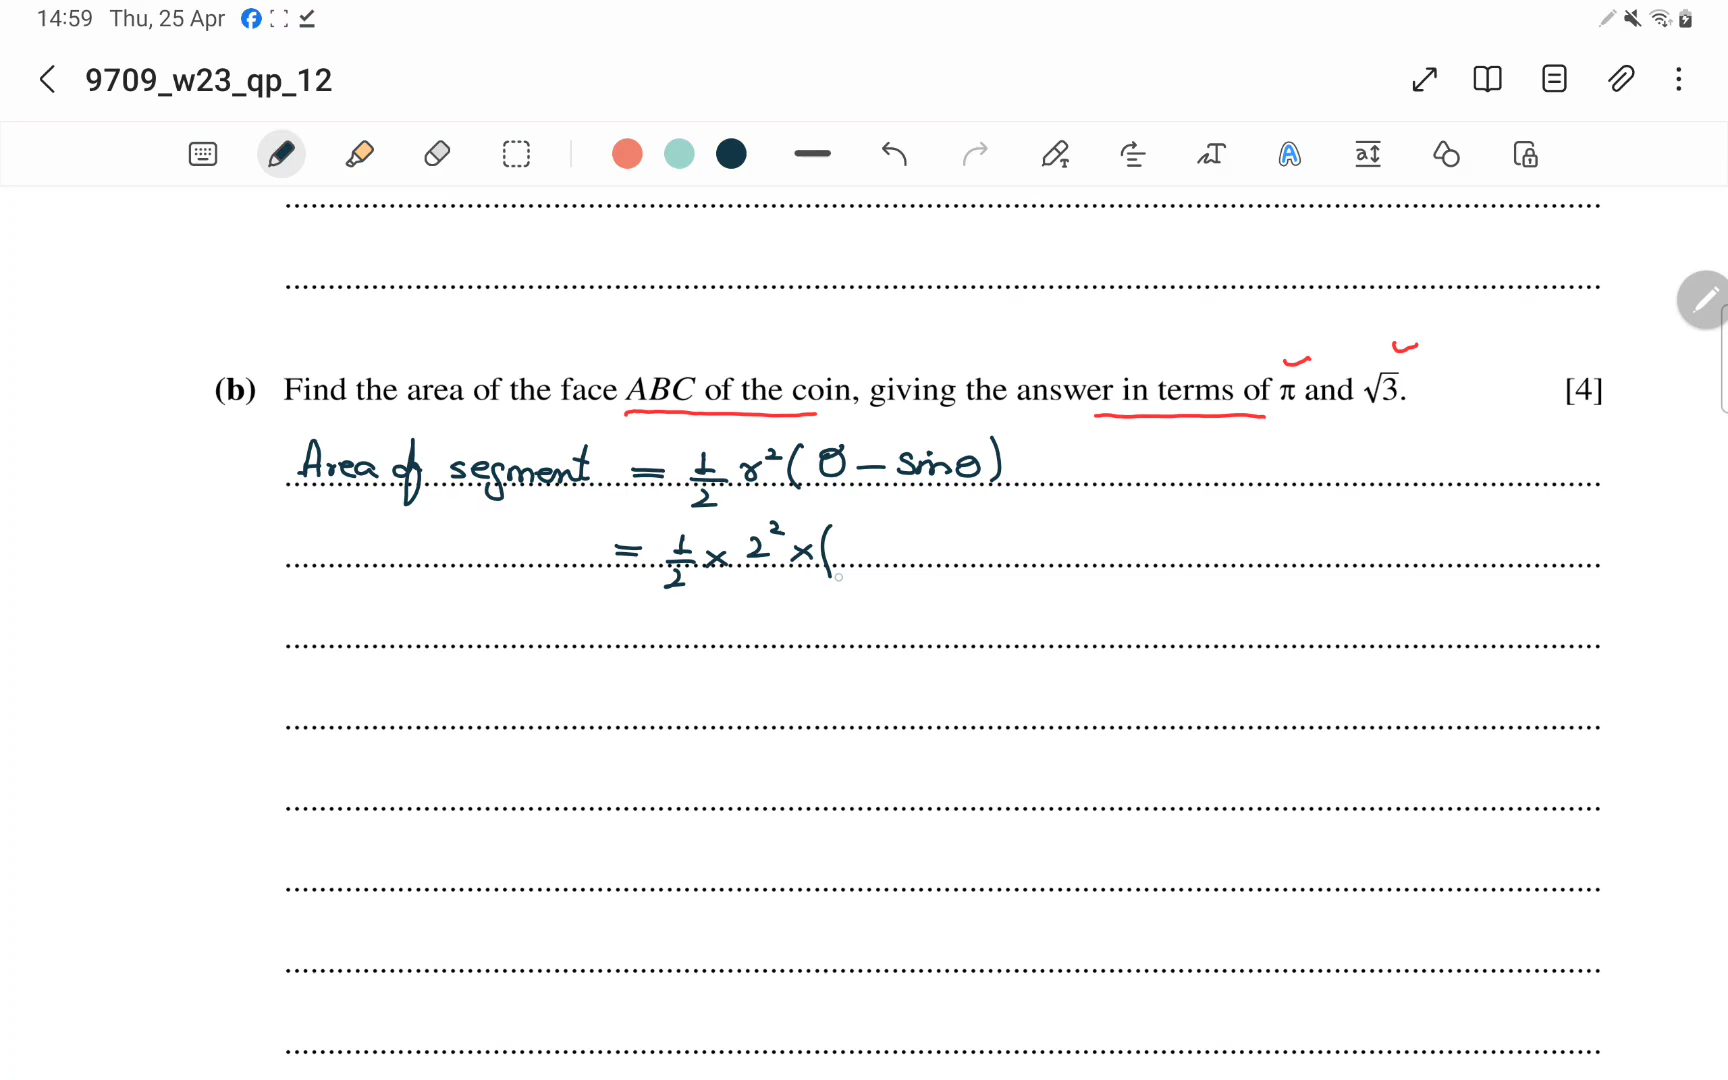 14:59 Thu, 25 Apr
9709_w23_qp_12
(b) Find the area of the face ABC of the coin, giving the answer in terms of π and √3. [4]
Area of segment = 1/2 r²(θ − sinθ)
= 1/2 × 2² × (